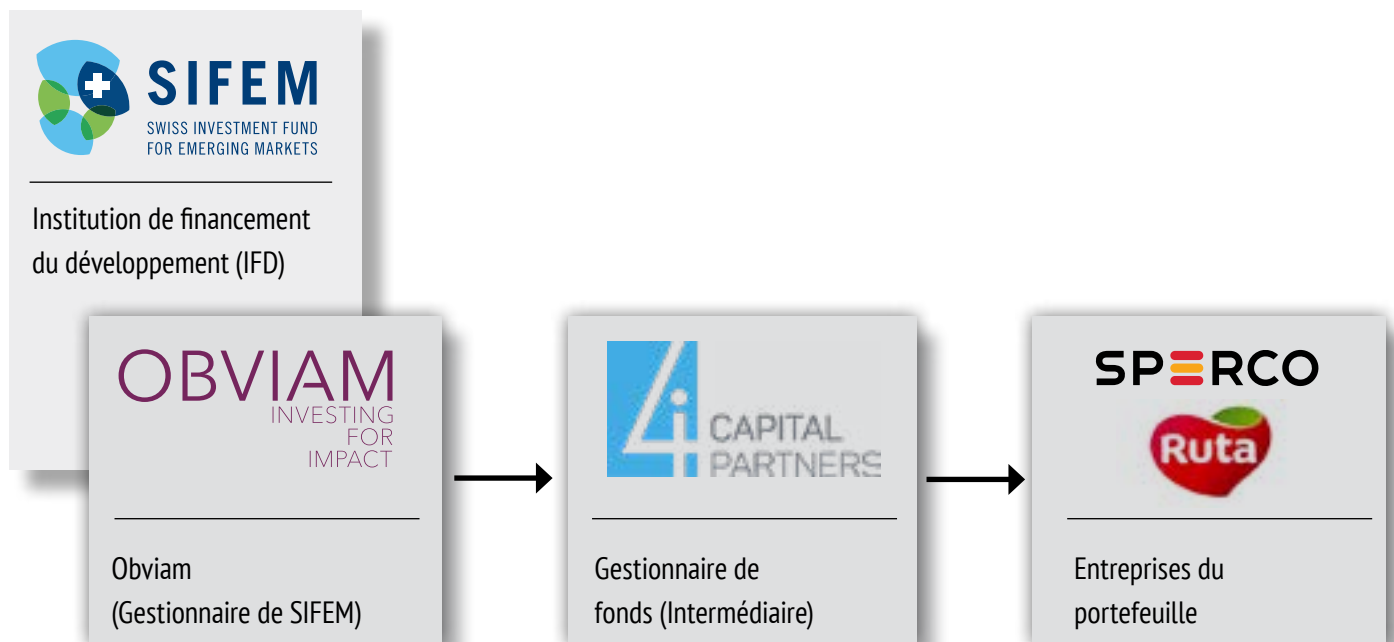 SIFEM
SWISS INVESTMENT FUND
FOR EMERGING MARKETS
Institution de financement
du développement (IFD)
OBVIAM
INVESTING
FOR
IMPACT
Obviam
(Gestionnaire de SIFEM)
4i
CAPITAL
PARTNERS
Gestionnaire de
fonds (Intermédiaire)
SPERCO
Ruta
Entreprises du
portefeuille